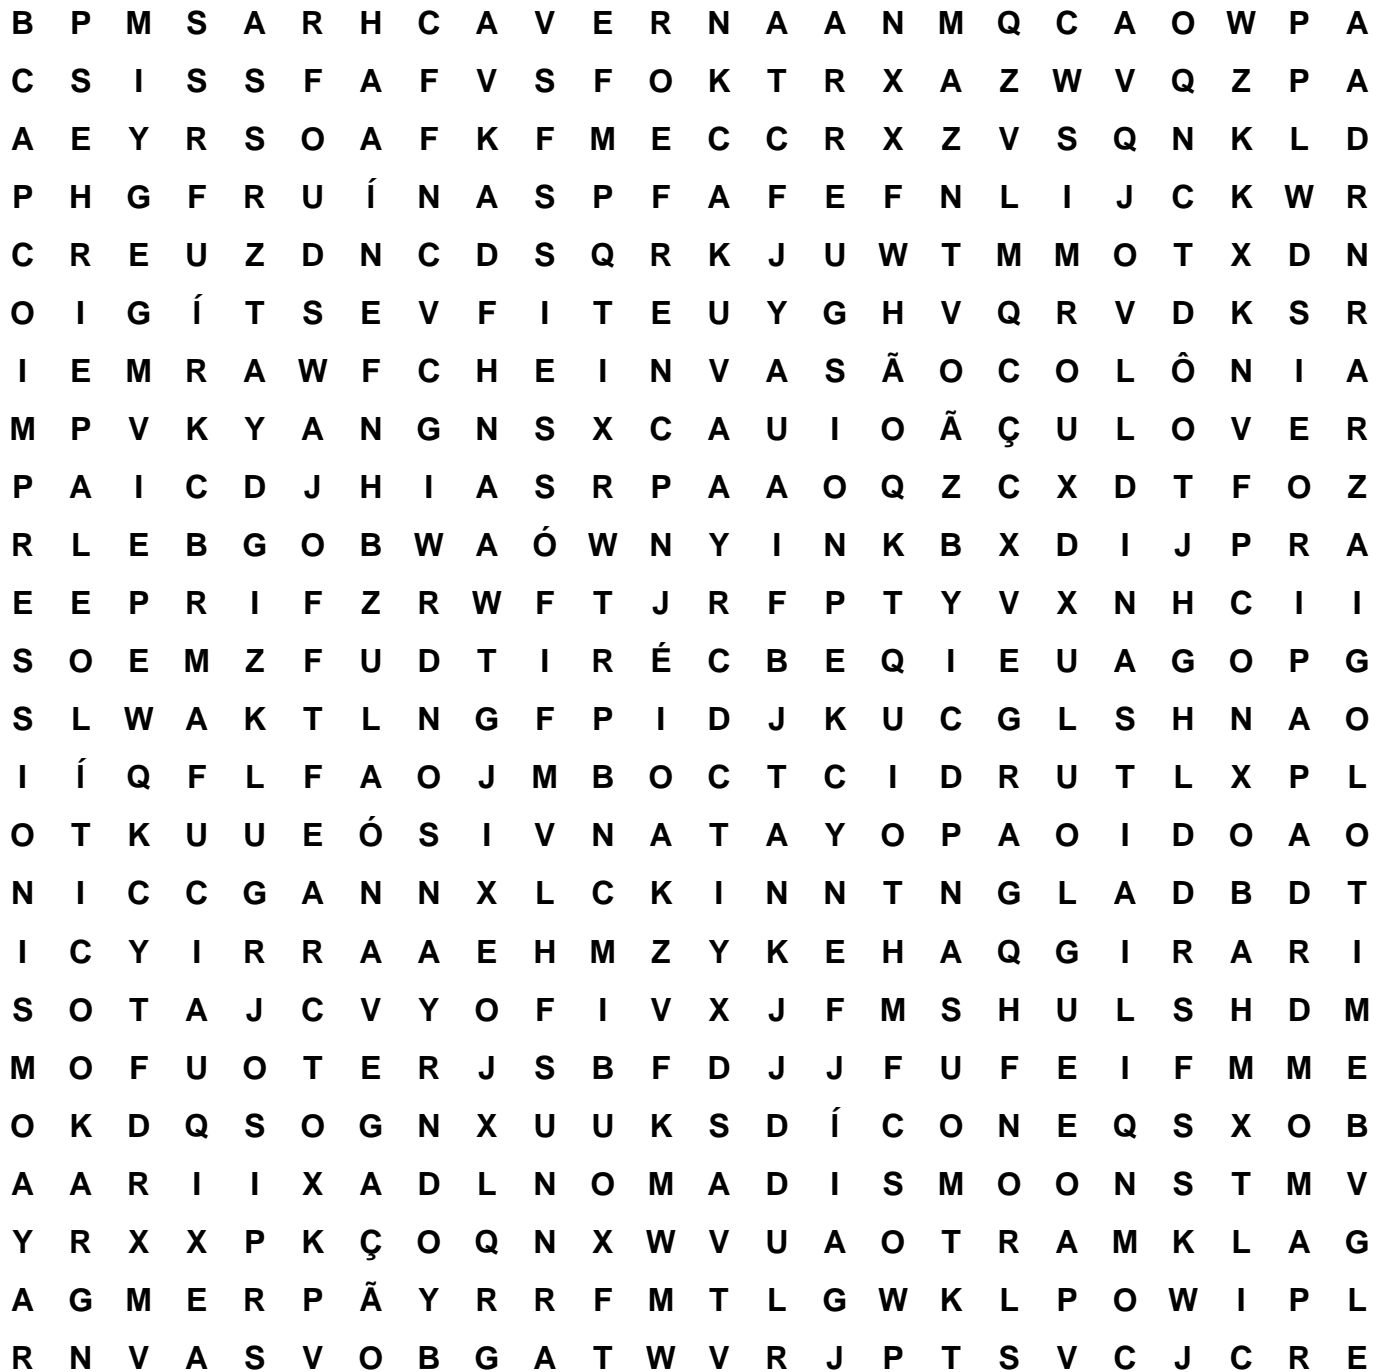 B P M S A R H C A V E R N A A N M Q C A O W P A
C S I S S F A F V S F O K T R X A Z W V Q Z P A
A E Y R S O A F K F M E C C R X Z V S Q N K L D
P H G F R U Í N A S P F A F E F N L I J C K W R
C R E U Z D N C D S Q R K J U W T M M O T X D N
O I G Í T S E V F I T E U Y G H V Q R V D K S R
I E M R A W F C H E I N V A S Ã O C O L Ô N I A
M P V K Y A N G N S X C A U I O Ã Ç U L O V E R
P A I C D J H I A S R P A A O Q Z C X D T F O Z
R L E B G O B W A Ó W N Y I N K B X D I J P R A
E E P R I F Z R W F T J R F P T Y V X N H C I I
S O E M Z F U D T I R É C B E Q I E U A G O P G
S L W A K T L N G F P I D J K U C G L S H N A O
I Í Q F L F A O J M B O C T C I D R U T L X P L
O T K U U E Ó S I V N A T A Y O P A O I D O A O
N I C C G A N N X L C K I N N T N G L A D B D T
I C Y I R R A A E H M Z Y K E H A Q G I R A R I
S O T A J C V Y O F I V X J F M S H U L S H D M
M O F U O T E R J S B F D J J F U F E I F M M E
O K D Q S O G N X U U K S D Í C O N E Q S X O B
A A R I I X A D L N O M A D I S M O O N S T M V
Y R X X P K Ç O Q N X W V U A O T R A M K L A G
A G M E R P Ã Y R R F M T L G W K L P O W I P L
R N V A S V O B G A T W V R J P T S V C J C R E